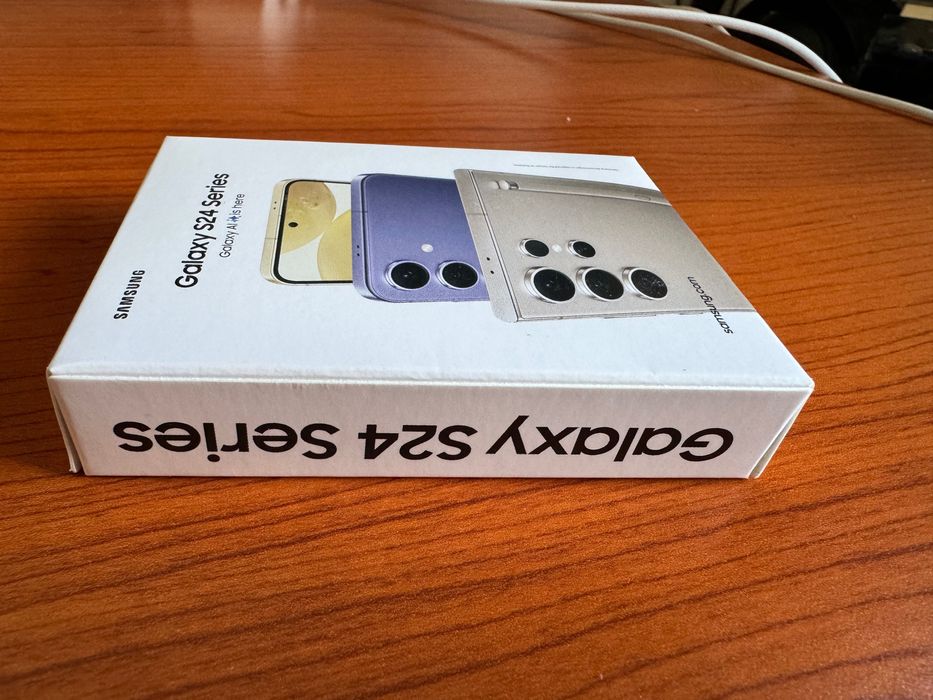 SAMSUNG
Galaxy S24 Series
Galaxy AI is here
samsung.com
Galaxy S24 Series